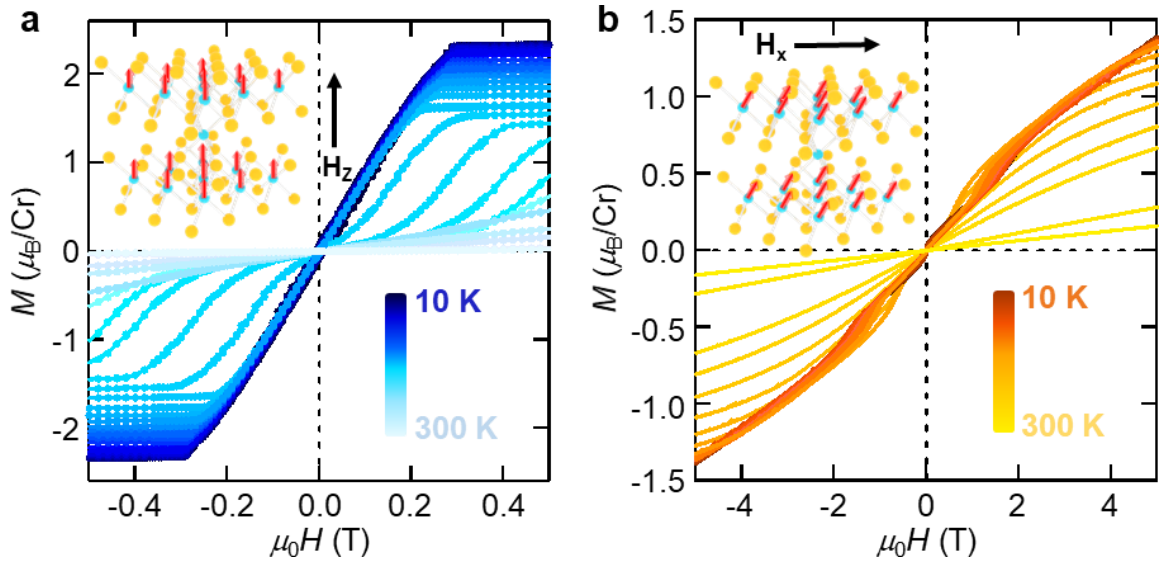 a
M (μB/Cr)
2
1
0
-1
-2
Hz
10 K
300 K
-0.4 -0.2 0.0 0.2 0.4
μ0H (T)
b
M (μB/Cr)
1.5
1.0
0.5
0.0
-0.5
-1.0
-1.5
Hx
10 K
300 K
-4 -2 0 2 4
μ0H (T)